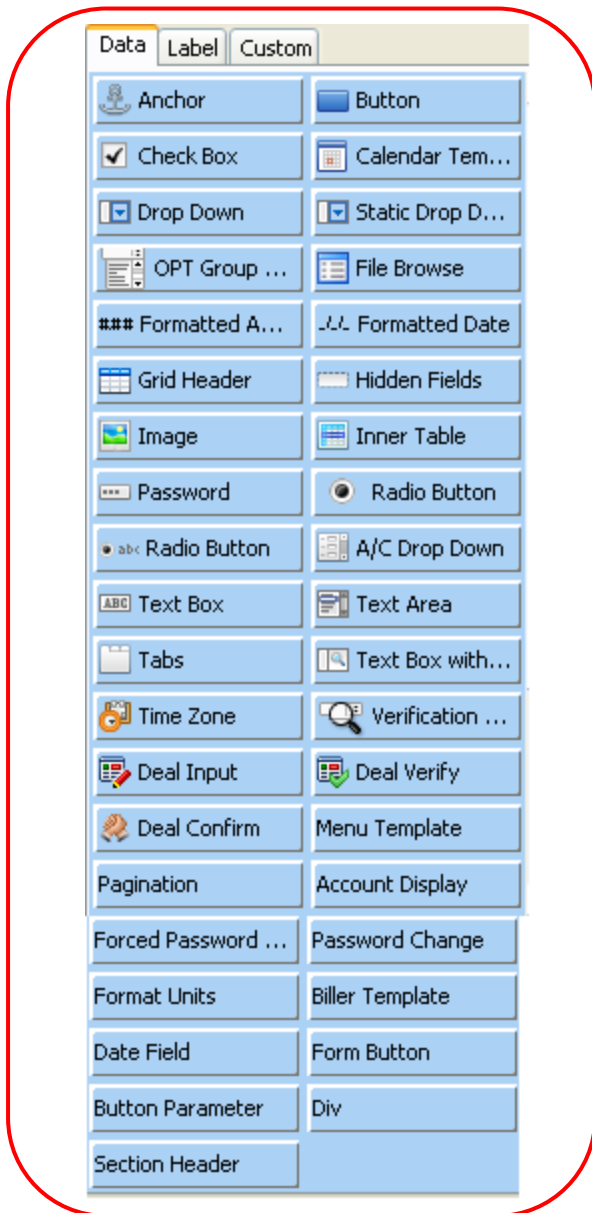 Data Label Custom
Anchor Button
Check Box Calendar Tem...
Drop Down Static Drop D...
OPT Group ... File Browse
### Formatted A... -/-/- Formatted Date
Grid Header Hidden Fields
Image Inner Table
Password Radio Button
abc Radio Button A/C Drop Down
ABC Text Box Text Area
Tabs Text Box with...
Time Zone Verification ...
Deal Input Deal Verify
Deal Confirm Menu Template
Pagination Account Display
Forced Password ... Password Change
Format Units Biller Template
Date Field Form Button
Button Parameter Div
Section Header